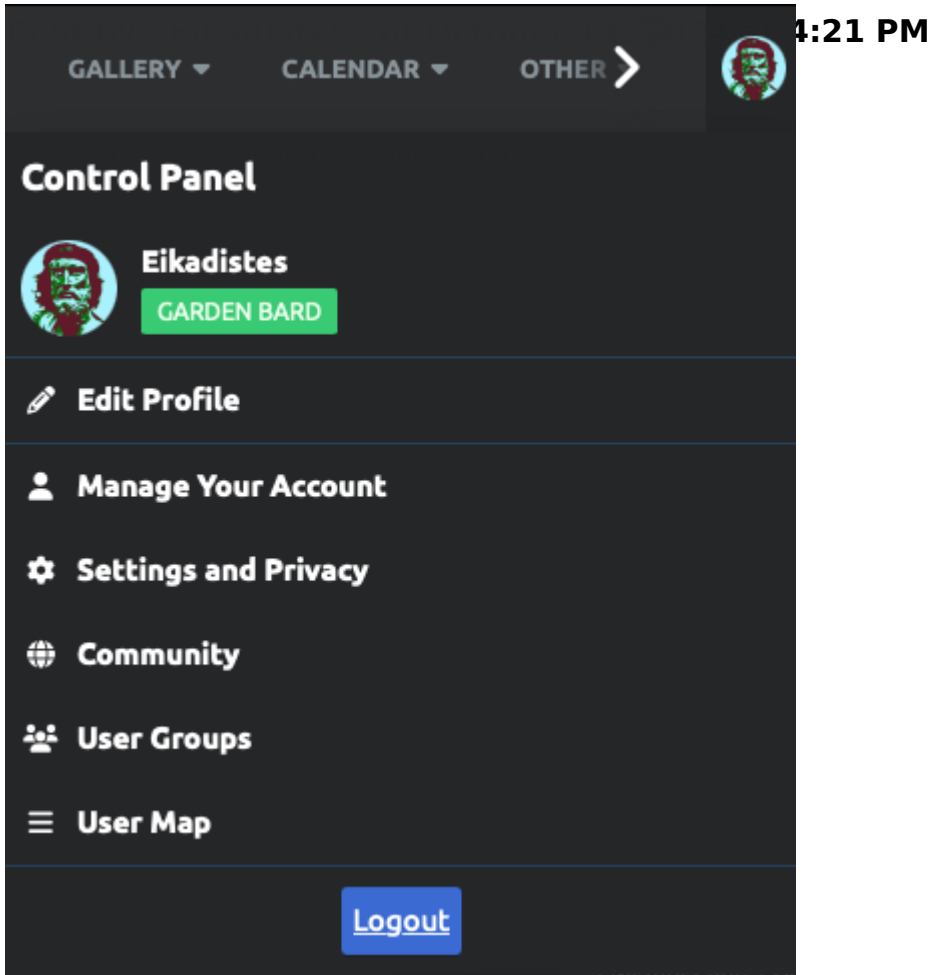 4:21 PM
GALLERY CALENDAR OTHER
Control Panel
Eikadistes
GARDEN BARD
Edit Profile
Manage Your Account
Settings and Privacy
Community
User Groups
User Map
Logout